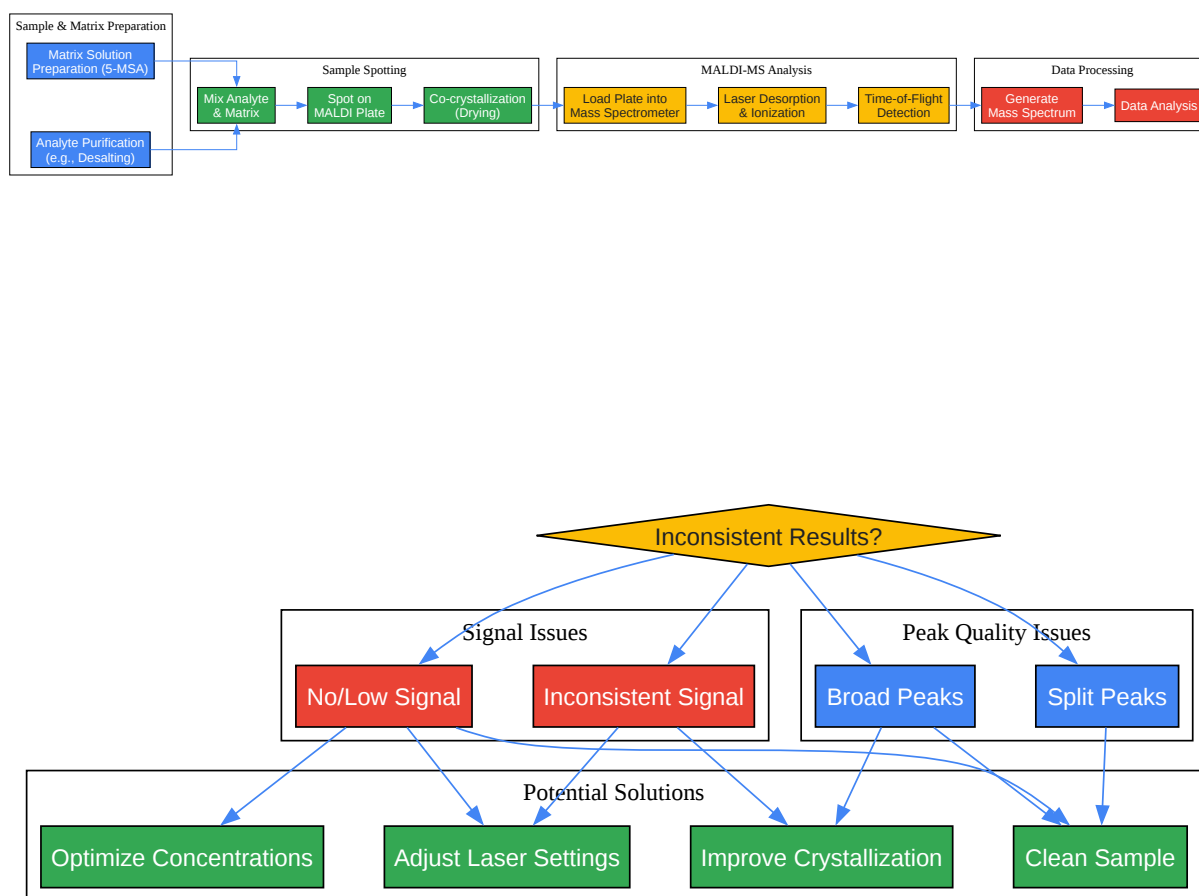 Sample & Matrix Preparation
Matrix Solution
Preparation (5-MSA)
Analyte Purification
(e.g., Desalting)
Sample Spotting
Mix Analyte
& Matrix
Spot on
MALDI Plate
Co-crystallization
(Drying)
MALDI-MS Analysis
Load Plate into
Mass Spectrometer
Laser Desorption
& Ionization
Time-of-Flight
Detection
Data Processing
Generate
Mass Spectrum
Data Analysis
Inconsistent Results?
Signal Issues
No/Low Signal
Inconsistent Signal
Peak Quality Issues
Broad Peaks
Split Peaks
Potential Solutions
Optimize Concentrations
Adjust Laser Settings
Improve Crystallization
Clean Sample